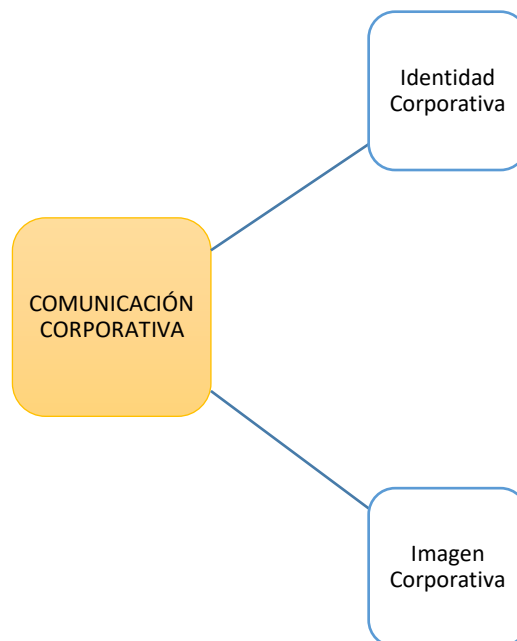 Identidad
Corporativa
COMUNICACIÓN
CORPORATIVA
Imagen
Corporativa